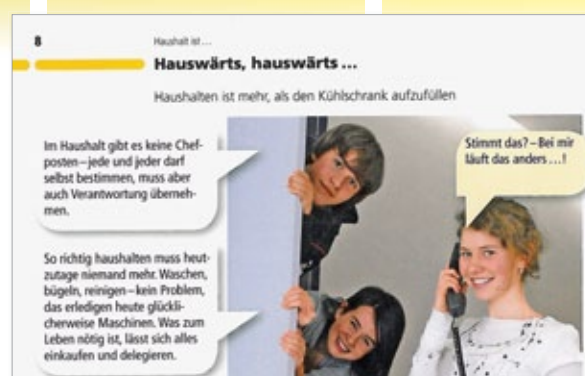 8
Haushalt ist ...
Hauswärts, hauswärts ...
Haushalten ist mehr, als den Kühlschrank aufzufüllen
Im Haushalt gibt es keine Chef-
posten – jede und jeder darf
selbst bestimmen, muss aber
auch Verantwortung überneh-
men.
Stimmt das? – Bei mir
läuft das anders ...!
So richtig haushalten muss heut-
zutage niemand mehr. Waschen,
bügeln, reinigen – kein Problem,
das erledigen heute glückli-
cherweise Maschinen. Was zum
Leben nötig ist, lässt sich alles
einkaufen und delegieren.